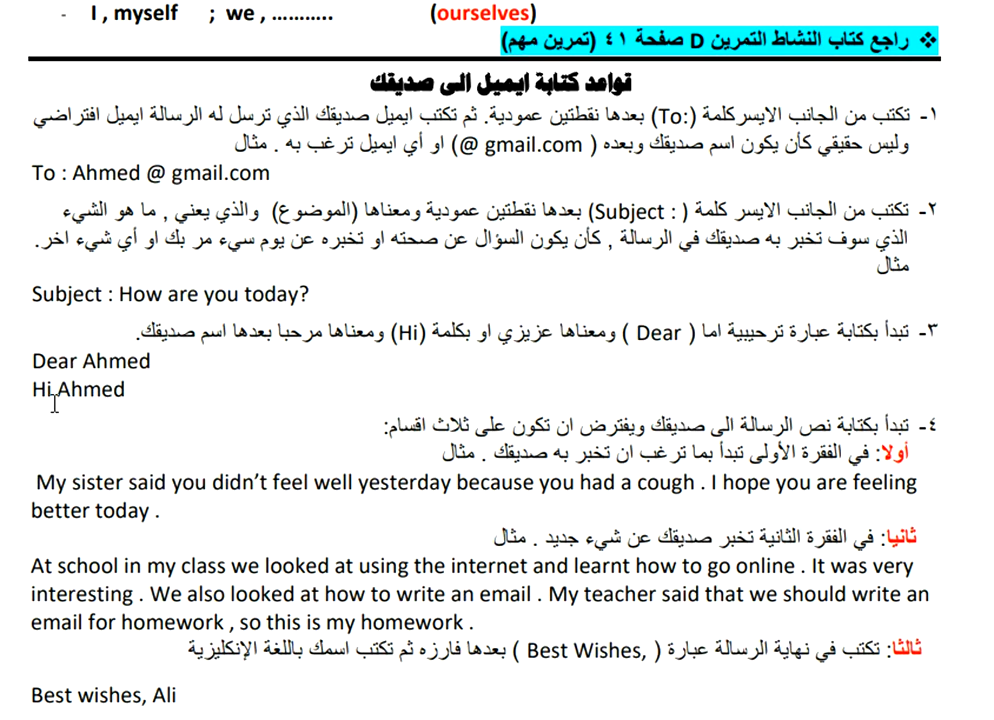 - I , myself ; we , ……….. (ourselves)
❖ راجع كتاب النشاط التمرين D صفحة ٤١ (تمرين مهم)
قواعد كتابة ايميل الى صديقك
١- تكتب من الجانب الايسركلمة (To:) بعدها نقطتين عمودية. ثم تكتب ايميل صديقك الذي ترسل له الرسالة ايميل افتراضي
وليس حقيقي كأن يكون اسم صديقك وبعده ( @ gmail.com) او أي ايميل ترغب به . مثال
To : Ahmed @ gmail.com
٢- تكتب من الجانب الايسر كلمة ( Subject : ) بعدها نقطتين عمودية ومعناها (الموضوع) والذي يعني , ما هو الشيء
الذي سوف تخبر به صديقك في الرسالة , كأن يكون السؤال عن صحته او تخبره عن يوم سيء مر بك او أي شيء اخر.
مثال
Subject : How are you today?
٣- تبدأ بكتابة عبارة ترحيبية اما ( Dear ) ومعناها عزيزي او بكلمة (Hi) ومعناها مرحبا بعدها اسم صديقك.
Dear Ahmed
Hi Ahmed
٤- تبدأ بكتابة نص الرسالة الى صديقك ويفترض ان تكون على ثلاث اقسام:
أولا: في الفقرة الأولى تبدأ بما ترغب ان تخبر به صديقك . مثال
My sister said you didn’t feel well yesterday because you had a cough . I hope you are feeling
better today .
ثانيا: في الفقرة الثانية تخبر صديقك عن شيء جديد . مثال
At school in my class we looked at using the internet and learnt how to go online . It was very
interesting . We also looked at how to write an email . My teacher said that we should write an
email for homework , so this is my homework .
ثالثا: تكتب في نهاية الرسالة عبارة ( Best Wishes, ) بعدها فارزه ثم تكتب اسمك باللغة الإنكليزية
Best wishes, Ali